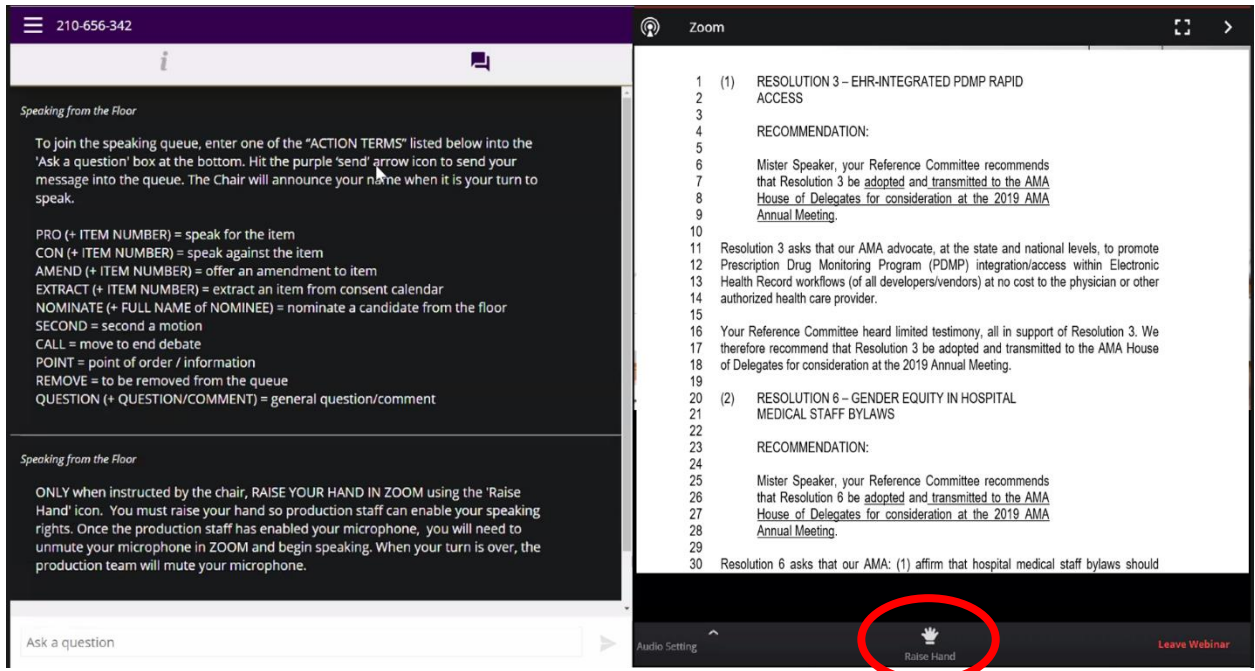 210-656-342
i
Speaking from the Floor
To join the speaking queue, enter one of the “ACTION TERMS” listed below into the
'Ask a question' box at the bottom. Hit the purple ‘send’ arrow icon to send your
message into the queue. The Chair will announce your name when it is your turn to
speak.
PRO (+ ITEM NUMBER) = speak for the item
CON (+ ITEM NUMBER) = speak against the item
AMEND (+ ITEM NUMBER) = offer an amendment to item
EXTRACT (+ ITEM NUMBER) = extract an item from consent calendar
NOMINATE (+ FULL NAME of NOMINEE) = nominate a candidate from the floor
SECOND = second a motion
CALL = move to end debate
POINT = point of order / information
REMOVE = to be removed from the queue
QUESTION (+ QUESTION/COMMENT) = general question/comment
Speaking from the Floor
ONLY when instructed by the chair, RAISE YOUR HAND IN ZOOM using the 'Raise
Hand' icon. You must raise your hand so production staff can enable your speaking
rights. Once the production staff has enabled your microphone, you will need to
unmute your microphone in ZOOM and begin speaking. When your turn is over, the
production team will mute your microphone.
Ask a question
Zoom
1 (1) RESOLUTION 3 – EHR-INTEGRATED PDMP RAPID
2 ACCESS
3
4 RECOMMENDATION:
5
6 Mister Speaker, your Reference Committee recommends
7 that Resolution 3 be adopted and transmitted to the AMA
8 House of Delegates for consideration at the 2019 AMA
9 Annual Meeting.
10
11 Resolution 3 asks that our AMA advocate, at the state and national levels, to promote
12 Prescription Drug Monitoring Program (PDMP) integration/access within Electronic
13 Health Record workflows (of all developers/vendors) at no cost to the physician or other
14 authorized health care provider.
15
16 Your Reference Committee heard limited testimony, all in support of Resolution 3. We
17 therefore recommend that Resolution 3 be adopted and transmitted to the AMA House
18 of Delegates for consideration at the 2019 Annual Meeting.
19
20 (2) RESOLUTION 6 – GENDER EQUITY IN HOSPITAL
21 MEDICAL STAFF BYLAWS
22
23 RECOMMENDATION:
24
25 Mister Speaker, your Reference Committee recommends
26 that Resolution 6 be adopted and transmitted to the AMA
27 House of Delegates for consideration at the 2019 AMA
28 Annual Meeting.
29
30 Resolution 6 asks that our AMA: (1) affirm that hospital medical staff bylaws should
Audio Setting
Raise Hand
Leave Webinar